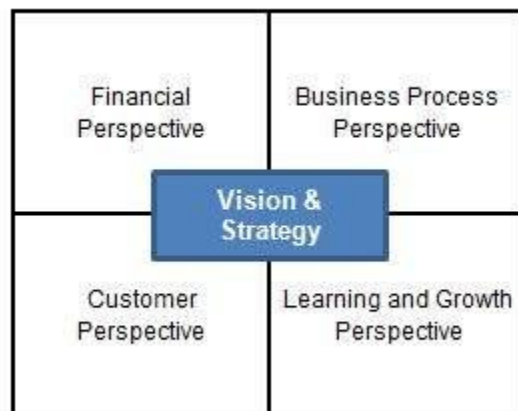 Financial
Perspective
Business Process
Perspective
Vision &
Strategy
Customer
Perspective
Learning and Growth
Perspective